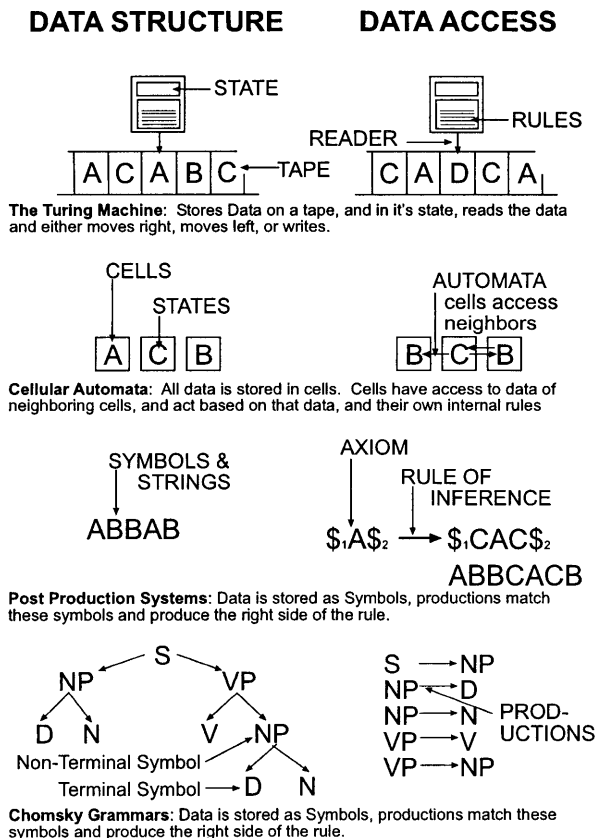 DATA STRUCTURE DATA ACCESS
STATE
RULES
READER
A C A B C TAPE C A D C A
The Turing Machine: Stores Data on a tape, and in it's state, reads the data
and either moves right, moves left, or writes.
CELLS
STATES
AUTOMATA
cells access
neighbors
A C B B C B
Cellular Automata: All data is stored in cells. Cells have access to data of
neighboring cells, and act based on that data, and their own internal rules
AXIOM
SYMBOLS &
STRINGS
RULE OF
INFERENCE
ABBAB $₁A$₂ $₁CAC$₂
ABBCACB
Post Production Systems: Data is stored as Symbols, productions match
these symbols and produce the right side of the rule.
S
NP VP
D N V NP
Non-Terminal Symbol
Terminal Symbol D N
S NP
NP D
NP N
VP V
VP NP
PROD-
UCTIONS
Chomsky Grammars: Data is stored as Symbols, productions match these
symbols and produce the right side of the rule.